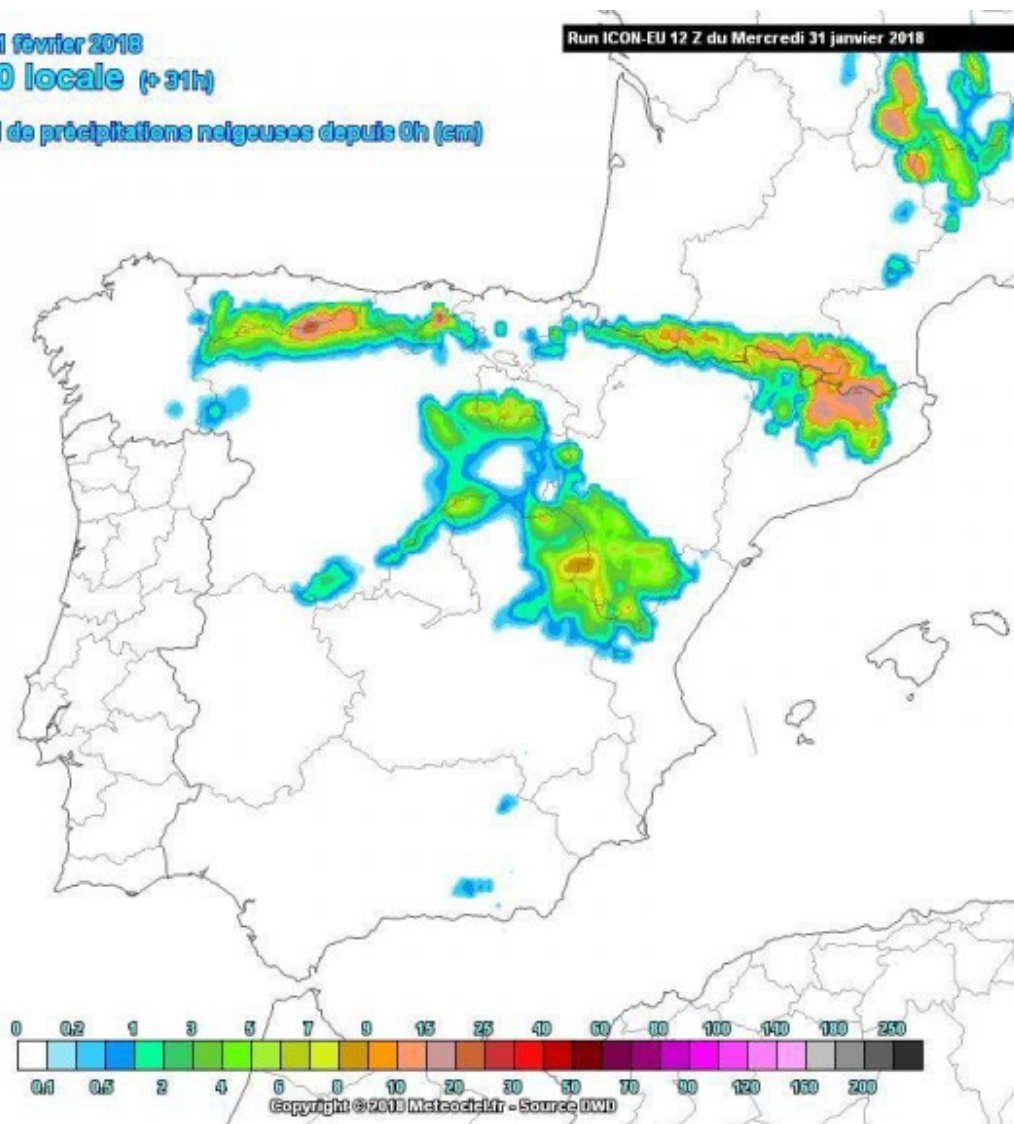 1 février 2018
0 locale (+ 31h)
Run ICON-EU 12 Z du Mercredi 31 janvier 2018
l de précipitations neigeuses depuis 0h (cm)
0 0.2 1 3 5 7 9 15 25 40 60 80 100 140 180 250
0.1 0.5 2 4 6 8 10 20 30 50 70 90 120 160 200
Copyright © 2018 Meteociel.fr - Source DWD